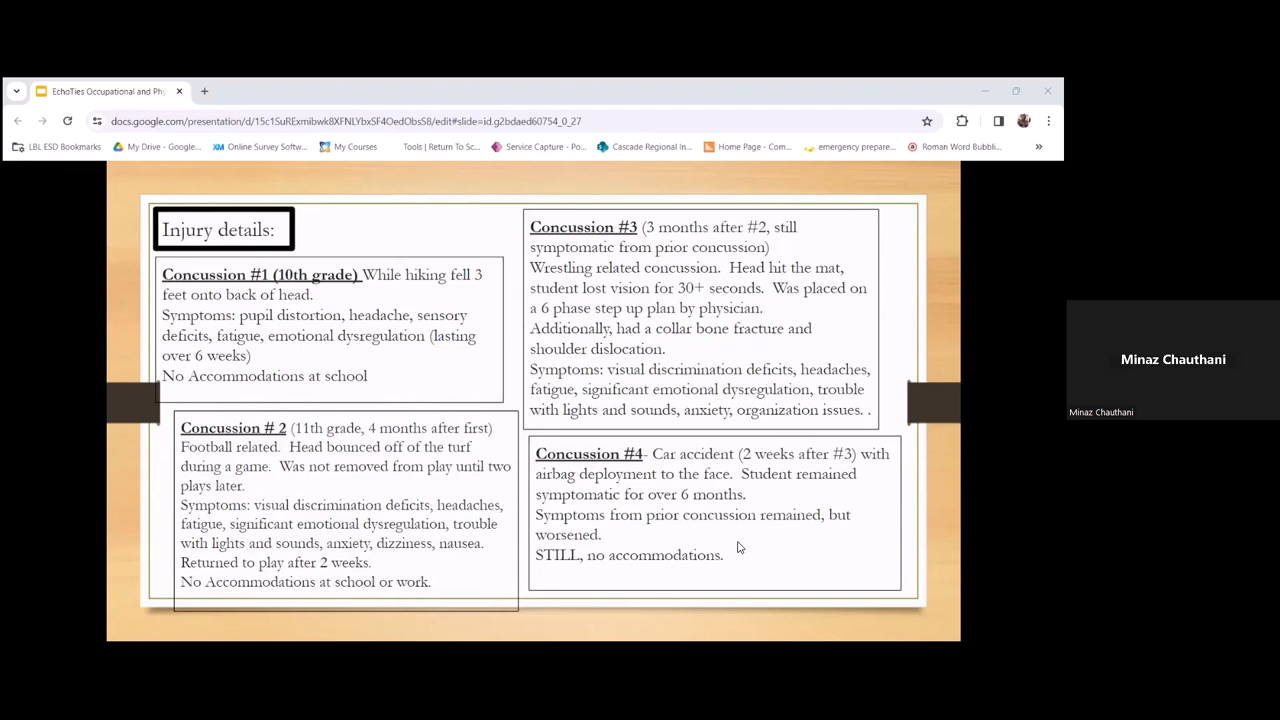 EchoTies Occupational and Phy
docs.google.com/presentation/d/15c1SuRExmibwk8XFNLYbxSF4OedObsS8/edit#slide=id.g2bdaed60754_0_27
LBL ESD Bookmarks
My Drive - Google...
Online Survey Softw...
My Courses
Tools | Return To Sc...
Service Capture - Po...
Cascade Regional In...
Home Page - Com...
emergency prepare...
Roman Word Bubbli...
Injury details:
Concussion #1 (10th grade) While hiking fell 3
feet onto back of head.
Symptoms: pupil distortion, headache, sensory
deficits, fatigue, emotional dysregulation (lasting
over 6 weeks)
No Accommodations at school
Concussion # 2 (11th grade, 4 months after first)
Football related. Head bounced off of the turf
during a game. Was not removed from play until two
plays later.
Symptoms: visual discrimination deficits, headaches,
fatigue, significant emotional dysregulation, trouble
with lights and sounds, anxiety, dizziness, nausea.
Returned to play after 2 weeks.
No Accommodations at school or work.
Concussion #3 (3 months after #2, still
symptomatic from prior concussion)
Wrestling related concussion. Head hit the mat,
student lost vision for 30+ seconds. Was placed on
a 6 phase step up plan by physician.
Additionally, had a collar bone fracture and
shoulder dislocation.
Symptoms: visual discrimination deficits, headaches,
fatigue, significant emotional dysregulation, trouble
with lights and sounds, anxiety, organization issues. .
Concussion #4- Car accident (2 weeks after #3) with
airbag deployment to the face. Student remained
symptomatic for over 6 months.
Symptoms from prior concussion remained, but
worsened.
STILL, no accommodations.
Minaz Chauthani
Minaz Chauthani